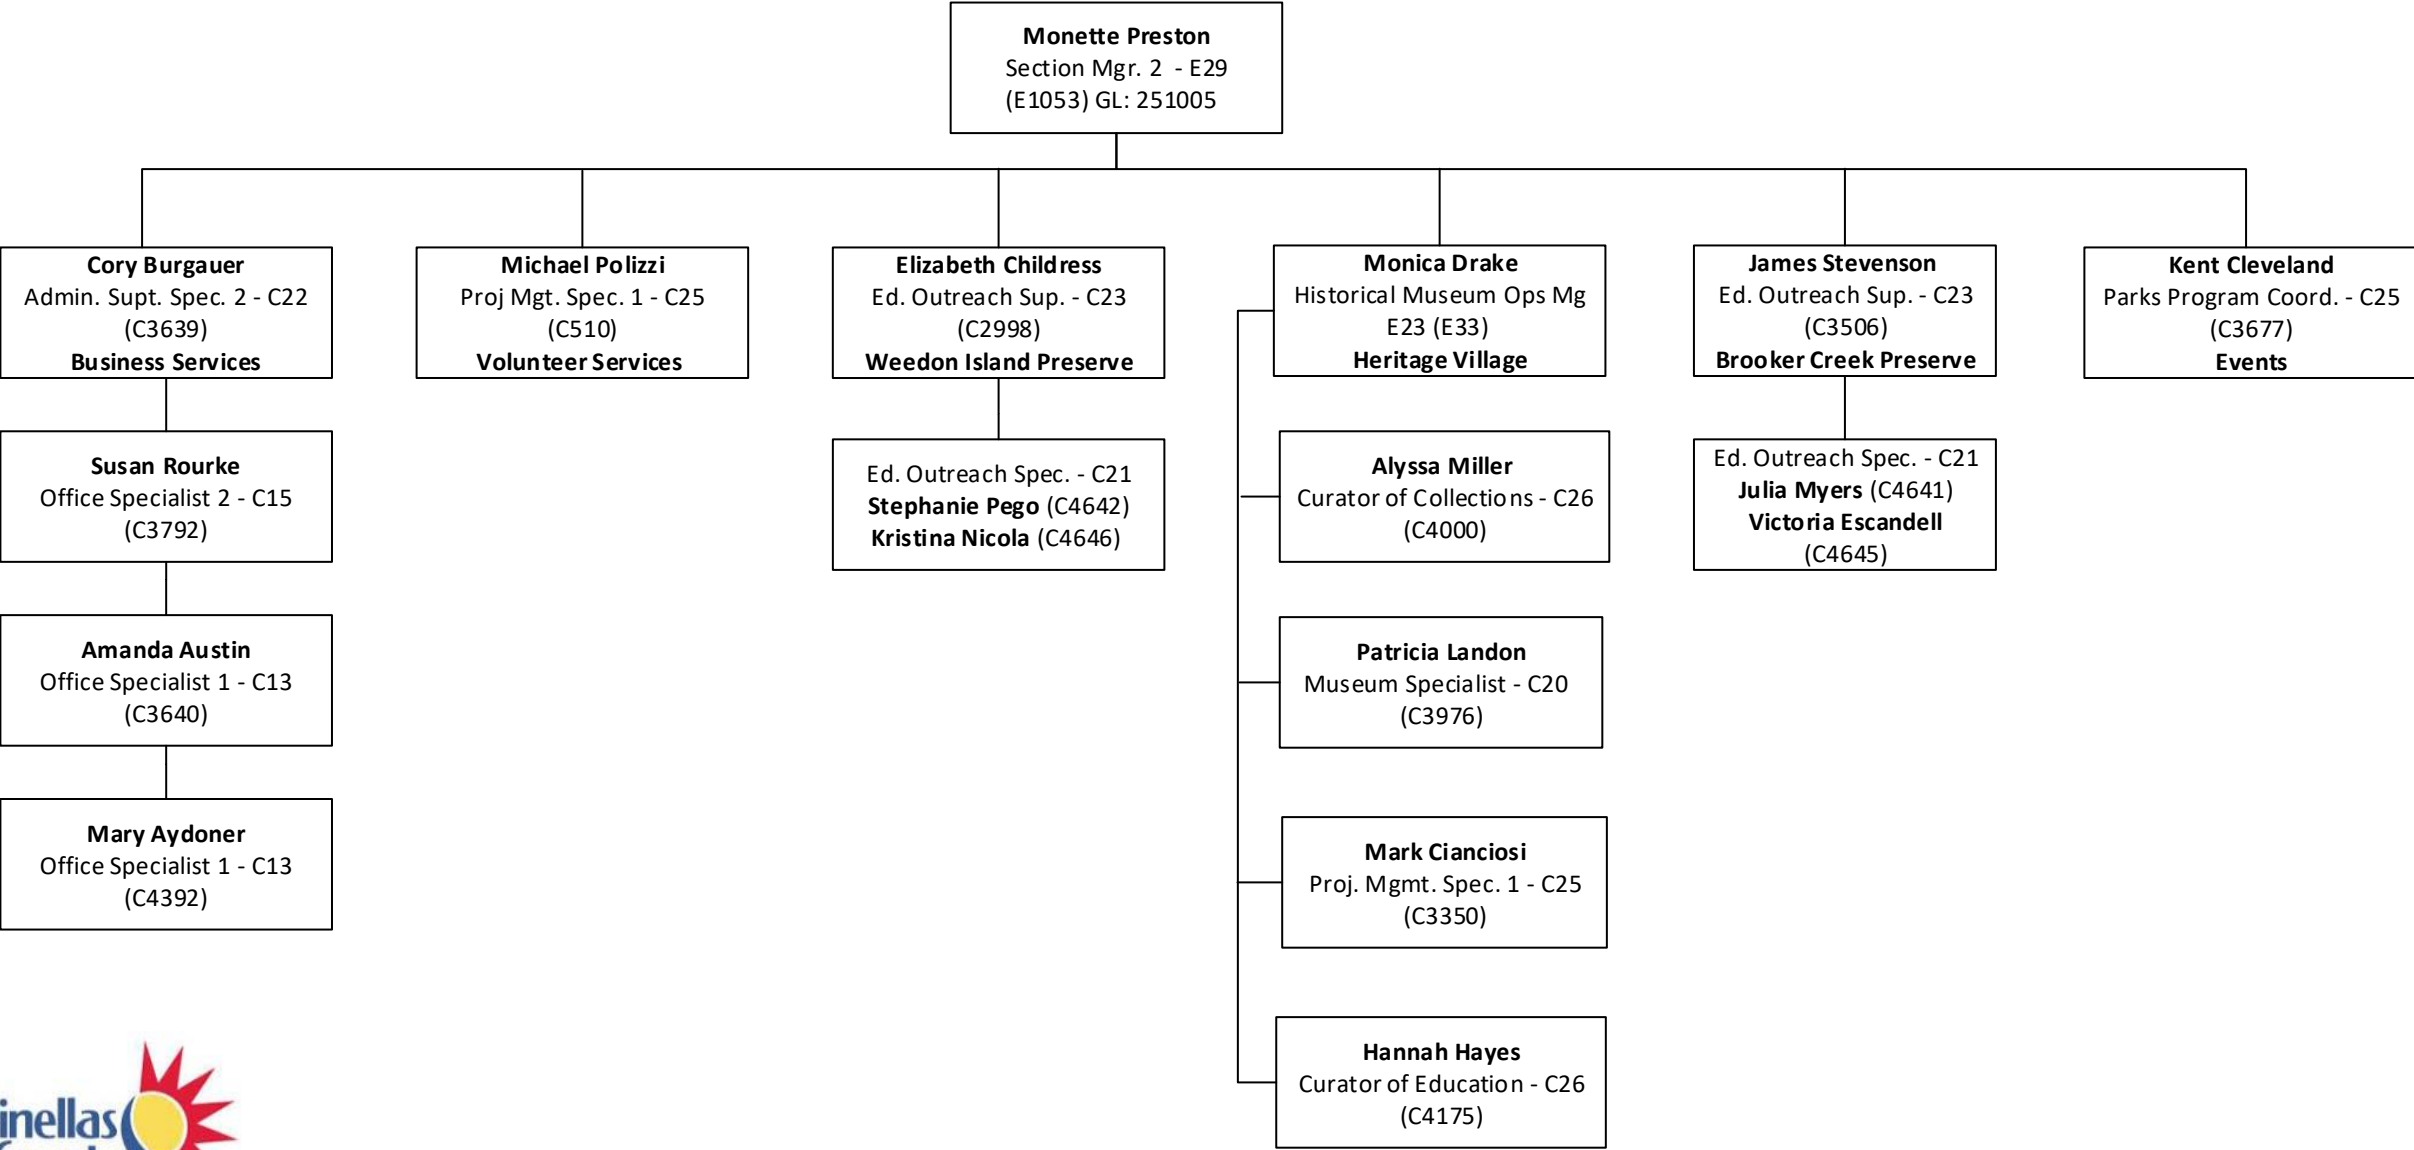 Monette Preston
Section Mgr. 2 - E29
(E1053) GL: 251005
Cory Burgauer
Admin. Supt. Spec. 2 - C22
(C3639)
Business Services
Michael Polizzi
Proj Mgt. Spec. 1 - C25
(C510)
Volunteer Services
Elizabeth Childress
Ed. Outreach Sup. - C23
(C2998)
Weedon Island Preserve
Monica Drake
Historical Museum Ops Mg
E23 (E33)
Heritage Village
James Stevenson
Ed. Outreach Sup. - C23
(C3506)
Brooker Creek Preserve
Kent Cleveland
Parks Program Coord. - C25
(C3677)
Events
Susan Rourke
Office Specialist 2 - C15
(C3792)
Amanda Austin
Office Specialist 1 - C13
(C3640)
Mary Aydoner
Office Specialist 1 - C13
(C4392)
Ed. Outreach Spec. - C21
Stephanie Pego (C4642)
Kristina Nicola (C4646)
Alyssa Miller
Curator of Collections - C26
(C4000)
Patricia Landon
Museum Specialist - C20
(C3976)
Mark Cianciosi
Proj. Mgmt. Spec. 1 - C25
(C3350)
Hannah Hayes
Curator of Education - C26
(C4175)
Ed. Outreach Spec. - C21
Julia Myers (C4641)
Victoria Escandell
(C4645)
inellas